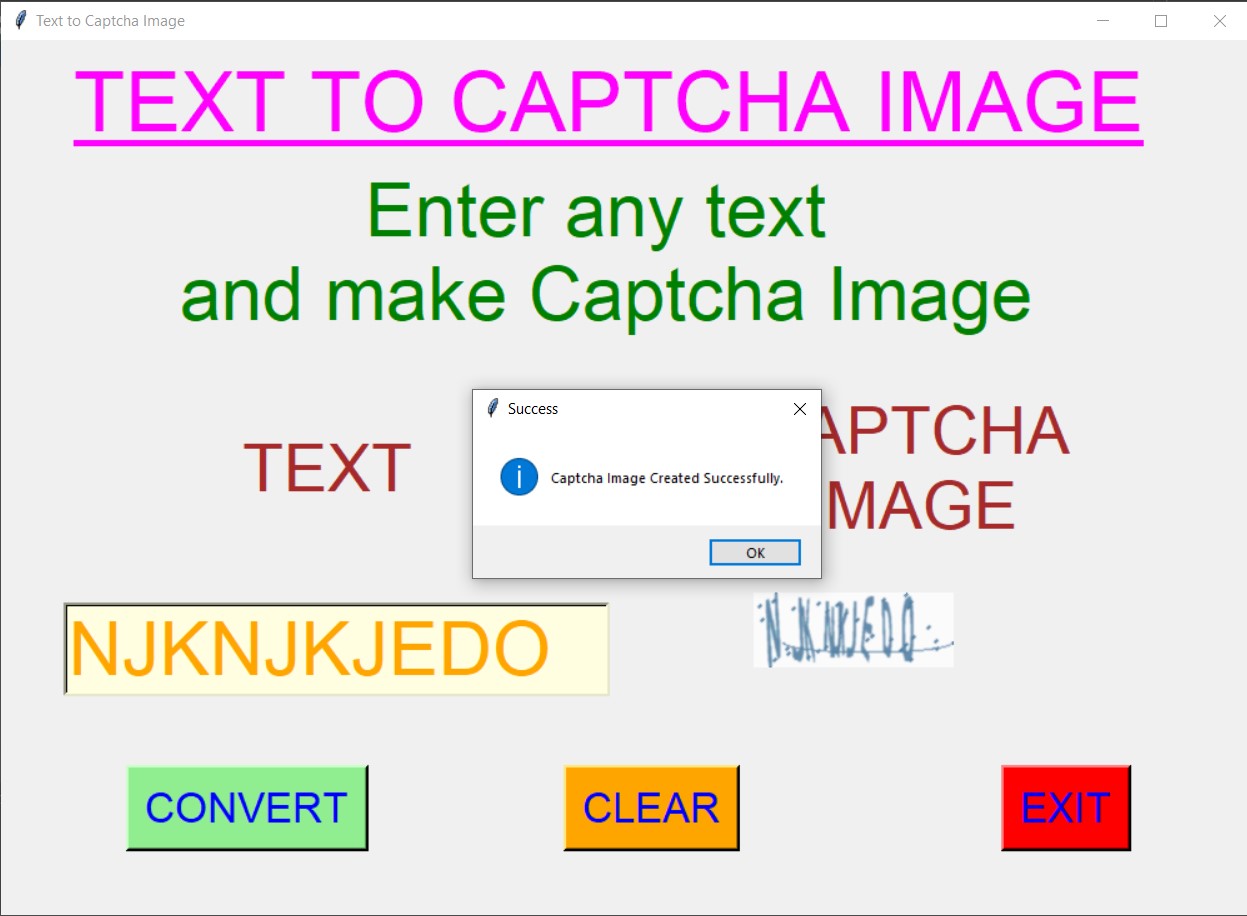 Text to Captcha Image
TEXT TO CAPTCHA IMAGE
Enter any text
and make Captcha Image
Success
Captcha Image Created Successfully.
OK
TEXT
APTCHA
MAGE
NJKNJKJEDO
NJKNJKJEDO
CONVERT
CLEAR
EXIT